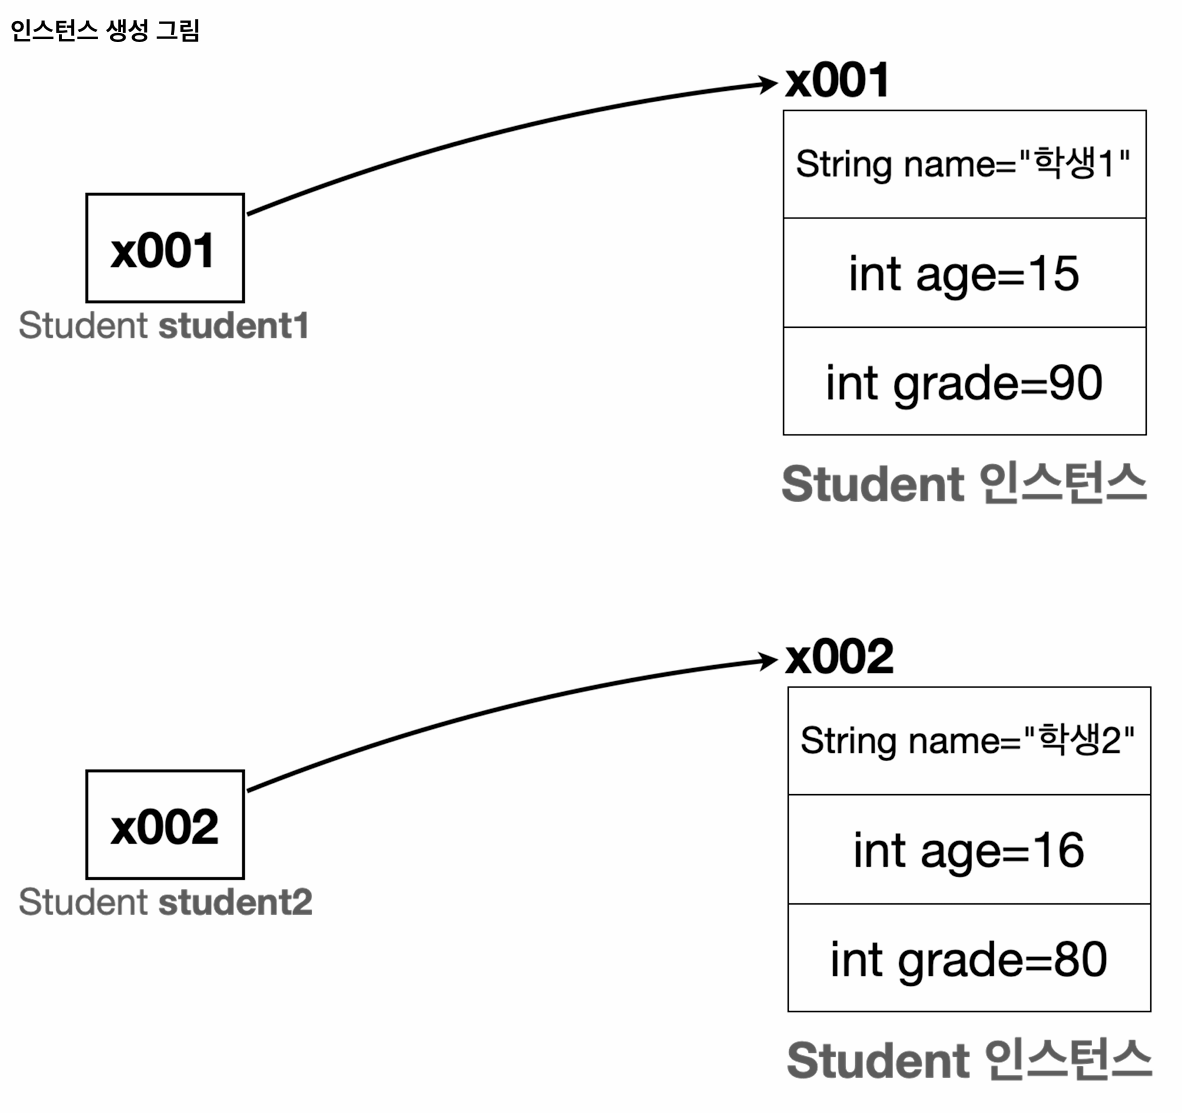 인스턴스 생성 그림
x001
String name="학생1"
x001
int age=15
Student student1
int grade=90
Student 인스턴스
x002
String name="학생2"
x002
int age=16
Student student2
int grade=80
Student 인스턴스